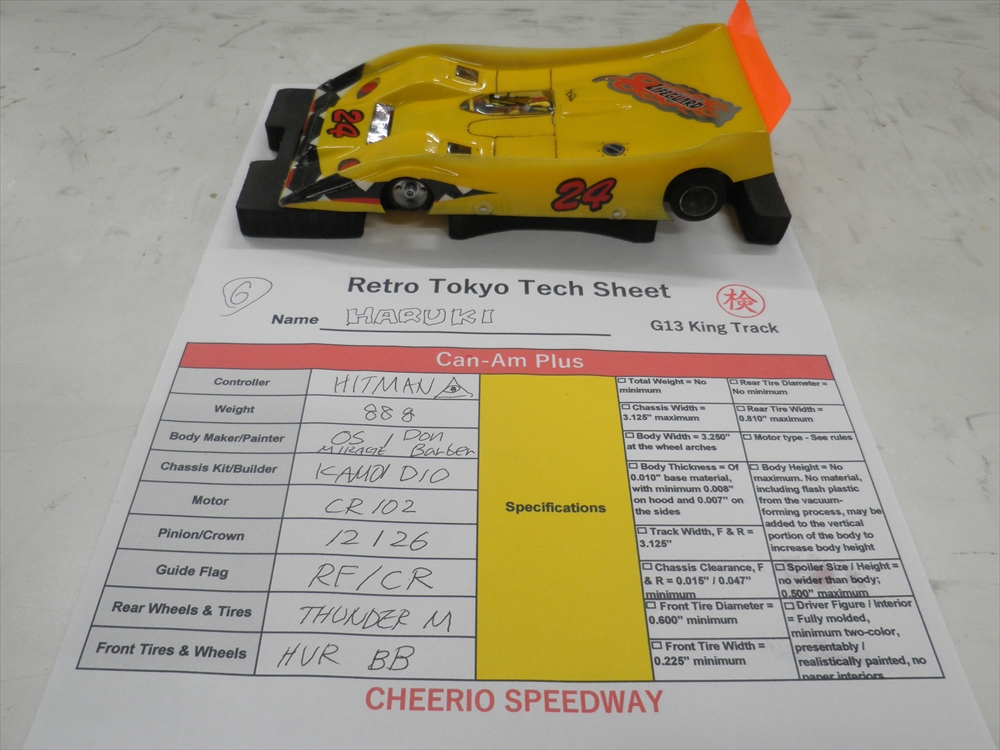 24
24
FIREBIRD
6
Retro Tokyo Tech Sheet
検
Name HARUKI
G13 King Track
Can-Am Plus
Controller HITMAN
Weight 888
Body Maker/Painter OS MIRAGE / Don Barber
Chassis Kit/Builder KAMOI D10
Motor CR102
Pinion/Crown 12 / 26
Guide Flag RF/CR
Rear Wheels & Tires THUNDER M
Front Tires & Wheels HVR BB
Specifications
☐ Total Weight = No
minimum
☐ Chassis Width =
3.125" maximum
☐ Body Width = 3.250"
at the wheel arches
☐ Body Thickness = Of
0.010" base material,
with minimum 0.008"
on hood and 0.007" on
the sides
☐ Track Width, F & R =
3.125"
☐ Chassis Clearance, F
& R = 0.015" / 0.047"
minimum
☐ Front Tire Diameter =
0.600" minimum
☐ Front Tire Width =
0.225" minimum
☐ Rear Tire Diameter =
No minimum
☐ Rear Tire Width =
0.810" maximum
☐ Motor type - See rules
☐ Body Height = No
maximum. No material,
including flash plastic
from the vacuum-
forming process, may be
added to the vertical
portion of the body to
increase body height
☐ Spoiler Size / Height =
no wider than body;
0.500" maximum
☐ Driver Figure / Interior
= Fully molded,
minimum two-color,
presentably /
realistically painted, no
paper interiors
CHEERIO SPEEDWAY